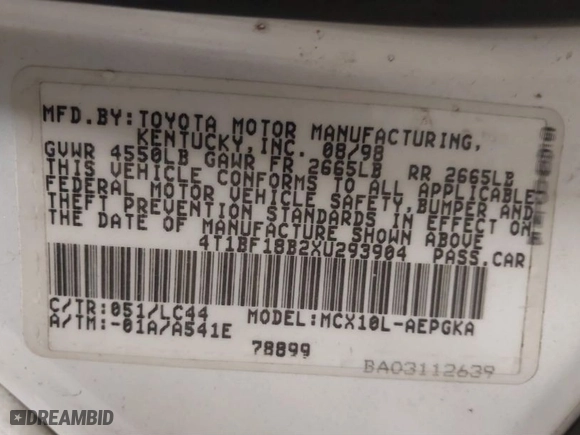 MFD.BY:TOYOTA MOTOR MANUFACTURING,
KENTUCKY,INC. 08/98
GVWR 4550LB GAWR FR 2665LB RR 2665LB
THIS VEHICLE CONFORMS TO ALL APPLICABLE
FEDERAL MOTOR VEHICLE SAFETY,BUMPER,AND
THEFT PREVENTION STANDARDS IN EFFECT ON
THE DATE OF MANUFACTURE SHOWN ABOVE
4T1BF18B2XU293904 PASS.CAR
C/TR:051/LC44 MODEL:MCX10L-AEPGKA
A/TM:-01A/A541E
78899
BA03112639
DREAMBID